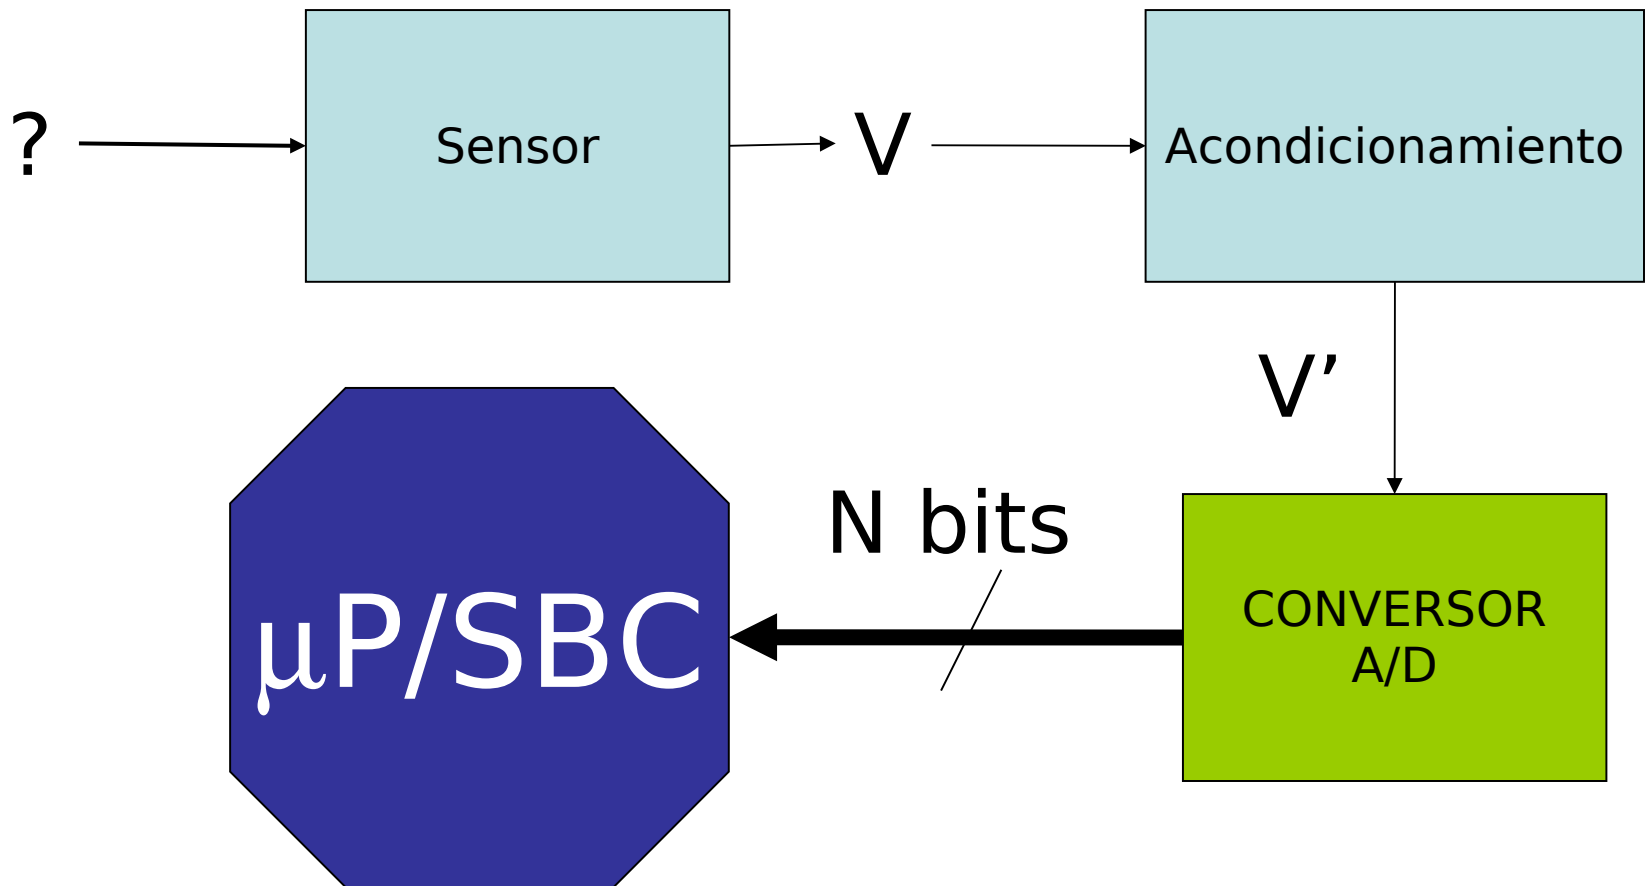 ?
Sensor
V
Acondicionamiento
V’
N bits
μP/SBC
CONVERSOR
A/D